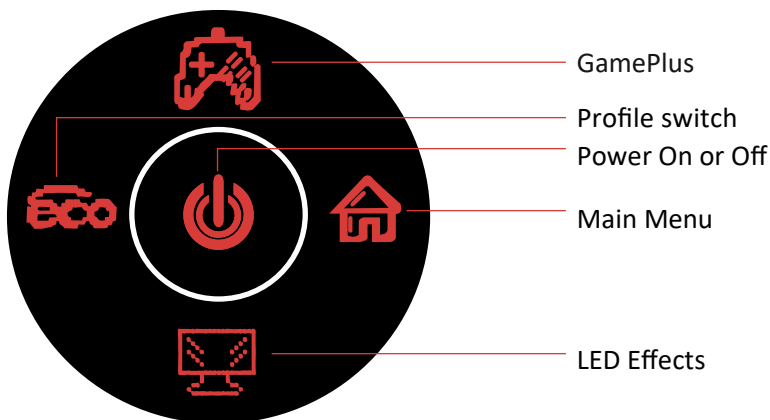 GamePlus
Profile switch
Power On or Off
eco
Main Menu
LED Effects